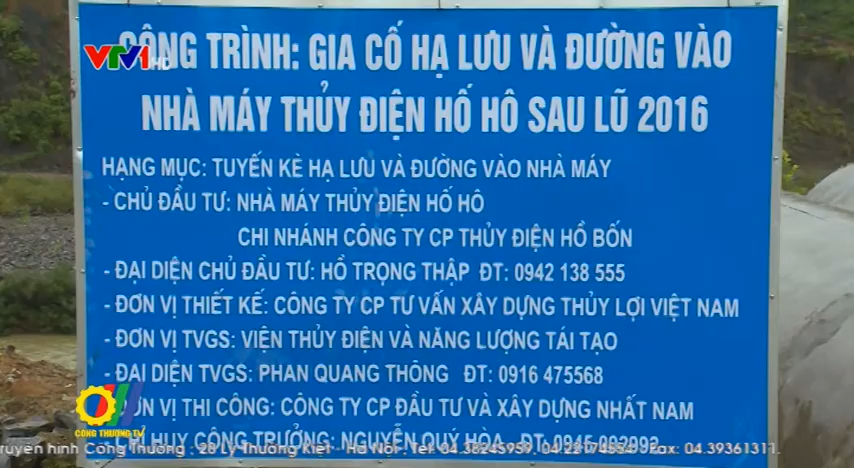 VTV1 HD
CÔNG TRÌNH: GIA CỐ HẠ LƯU VÀ ĐƯỜNG VÀO
NHÀ MÁY THỦY ĐIỆN HỐ HÔ SAU LŨ 2016
HẠNG MỤC: TUYẾN KÈ HẠ LƯU VÀ ĐƯỜNG VÀO NHÀ MÁY
- CHỦ ĐẦU TƯ: NHÀ MÁY THỦY ĐIỆN HỐ HÔ
CHI NHÁNH CÔNG TY CP THỦY ĐIỆN HỒ BỐN
- ĐẠI DIỆN CHỦ ĐẦU TƯ: HỒ TRỌNG THẬP ĐT: 0942 138 555
- ĐƠN VỊ THIẾT KẾ: CÔNG TY CP TƯ VẤN XÂY DỰNG THỦY LỢI VIỆT NAM
- ĐƠN VỊ TVGS: VIỆN THỦY ĐIỆN VÀ NĂNG LƯỢNG TÁI TẠO
- ĐẠI DIỆN TVGS: PHAN QUANG THÔNG ĐT: 0916 475568
- ĐƠN VỊ THI CÔNG: CÔNG TY CP ĐẦU TƯ VÀ XÂY DỰNG NHẤT NAM
HUY CÔNG TRƯỞNG: NGUYỄN QUÝ HÒA ĐT:
CÔNG THƯƠNG TV
ruyền hình Công Thương : 28 Lý Thường Kiệt - Hà Nội , Tel: 04.38245959, Fax: 04.39361311